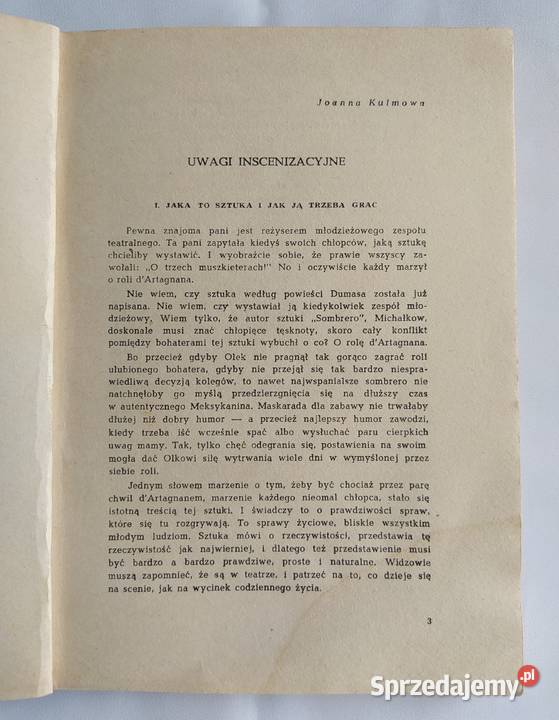 Joanna Kulmowa
UWAGI INSCENIZACYJNE
I. JAKA TO SZTUKA I JAK JĄ TRZEBA GRAC
Pewna znajoma pani jest reżyserem młodzieżowego zespołu
teatralnego. Ta pani zapytała kiedyś swoich chłopców, jaką sztukę
chcieliby wystawić. I wyobraźcie sobie, że prawie wszyscy za-
wołali: „O trzech muszkieterach!" No i oczywiście każdy marzył
o roli d'Artagnana.
Nie wiem, czy sztuka według powieści Dumasa została już
napisana. Nie wiem, czy wystawiał ją kiedykolwiek zespół mło-
dzieżowy, Wiem tylko, że autor sztuki „Sombrero", Michałkow,
doskonale musi znać chłopięce tęsknoty, skoro cały konflikt
pomiędzy bohaterami tej sztuki wybuchł o co? O rolę d'Artagnana.
Bo przecież gdyby Olek nie pragnął tak gorąco zagrać roli
ulubionego bohatera, gdyby nie przejął się tak bardzo niespra-
wiedliwą decyzją kolegów, to nawet najwspanialsze sombrero nie
natchnęłoby go myślą przedzierzgnięcia się na dłuższy czas
w autentycznego Meksykanina. Maskarada dla zabawy nie trwałaby
dłużej niż dobry humor — a przecież najlepszy humor zawodzi,
kiedy trzeba iść wcześnie spać albo wysłuchać paru cierpkich
uwag mamy. Tak, tylko chęć odegrania się, postawienia na swoim
mogła dać Olkowi siłę wytrwania wiele dni w wymyślonej przez
siebie roli.
Jednym słowem marzenie o tym, żeby być chociaż przez parę
chwil d'Artagnanem, marzenie każdego nieomal chłopca, stało się
istotną treścią tej sztuki. I świadczy to o prawdziwości spraw,
które się tu rozgrywają. To sprawy życiowe, bliskie wszystkim
młodym ludziom. Sztuka mówi o rzeczywistości, przedstawia tę
rzeczywistość jak najwierniej, i dlatego też przedstawienie musi
być bardzo a bardzo prawdziwe, proste i naturalne. Widzowie
muszą zapomnieć, że są w teatrze, i patrzeć na to, co dzieje się
na scenie, jak na wycinek codziennego życia.
3
Sprzedajemy.pl